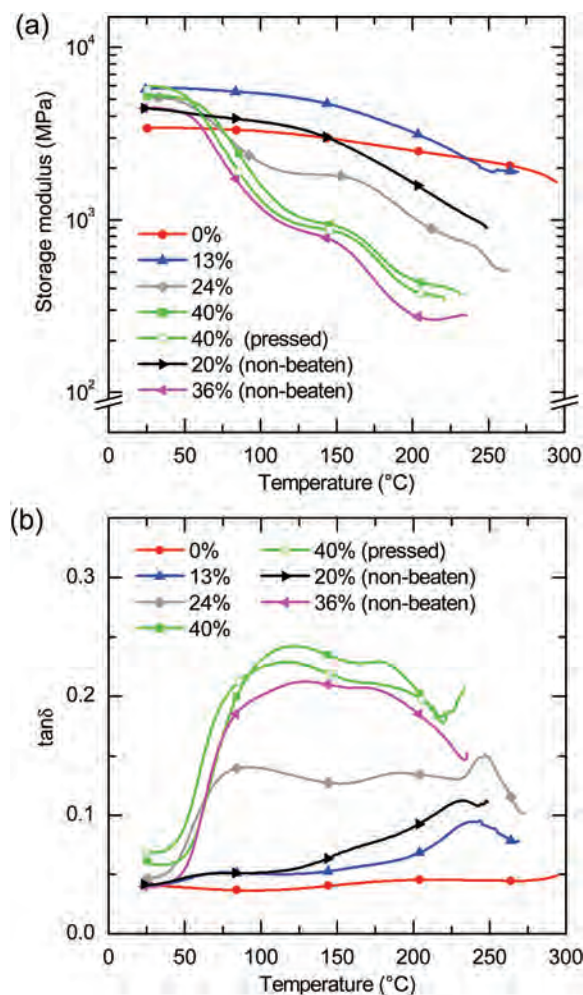 (a)
10⁴
10³
10²
Storage modulus (MPa)
0%
13%
24%
40%
40% (pressed)
20% (non-beaten)
36% (non-beaten)
0 50 100 150 200 250 300
Temperature (°C)
(b)
0.3
0.2
0.1
0.0
tanδ
0% 40% (pressed)
13% 20% (non-beaten)
24% 36% (non-beaten)
40%
0 50 100 150 200 250 300
Temperature (°C)